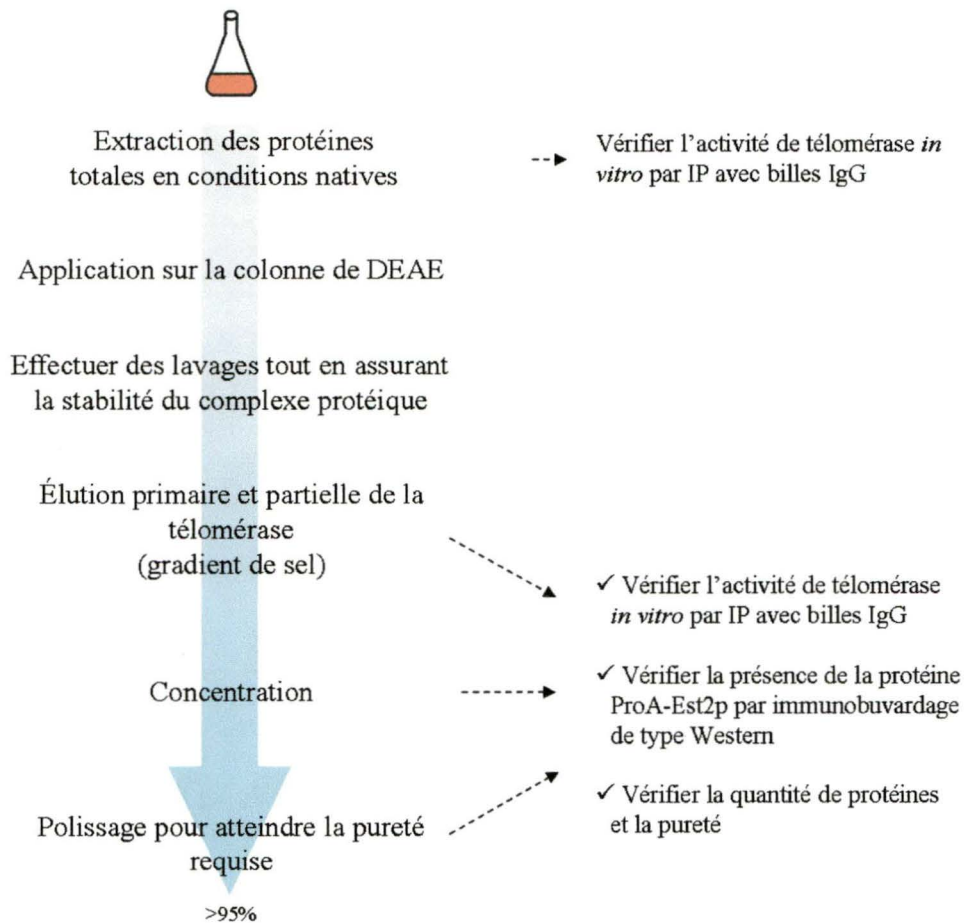 Extraction des protéines
totales en conditions natives
Vérifier l'activité de télomérase in
vitro par IP avec billes IgG
Application sur la colonne de DEAE
Effectuer des lavages tout en assurant
la stabilité du complexe protéique
Élution primaire et partielle de la
télomérase
(gradient de sel)
✓ Vérifier l'activité de télomérase
in vitro par IP avec billes IgG
Concentration
✓ Vérifier la présence de la protéine
ProA-Est2p par immunobuvardage
de type Western
✓ Vérifier la quantité de protéines
et la pureté
Polissage pour atteindre la pureté
requise
>95%